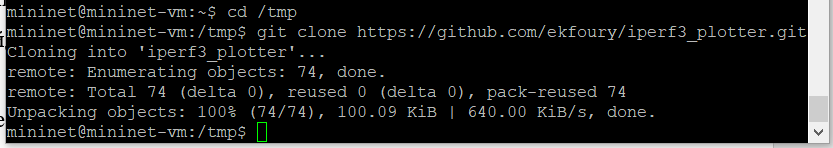 mininet@mininet-vm:~$ cd /tmp
mininet@mininet-vm:/tmp$ git clone https://github.com/ekfoury/iperf3_plotter.git
Cloning into 'iperf3_plotter'...
remote: Enumerating objects: 74, done.
remote: Total 74 (delta 0), reused 0 (delta 0), pack-reused 74
Unpacking objects: 100% (74/74), 100.09 KiB | 640.00 KiB/s, done.
mininet@mininet-vm:/tmp$